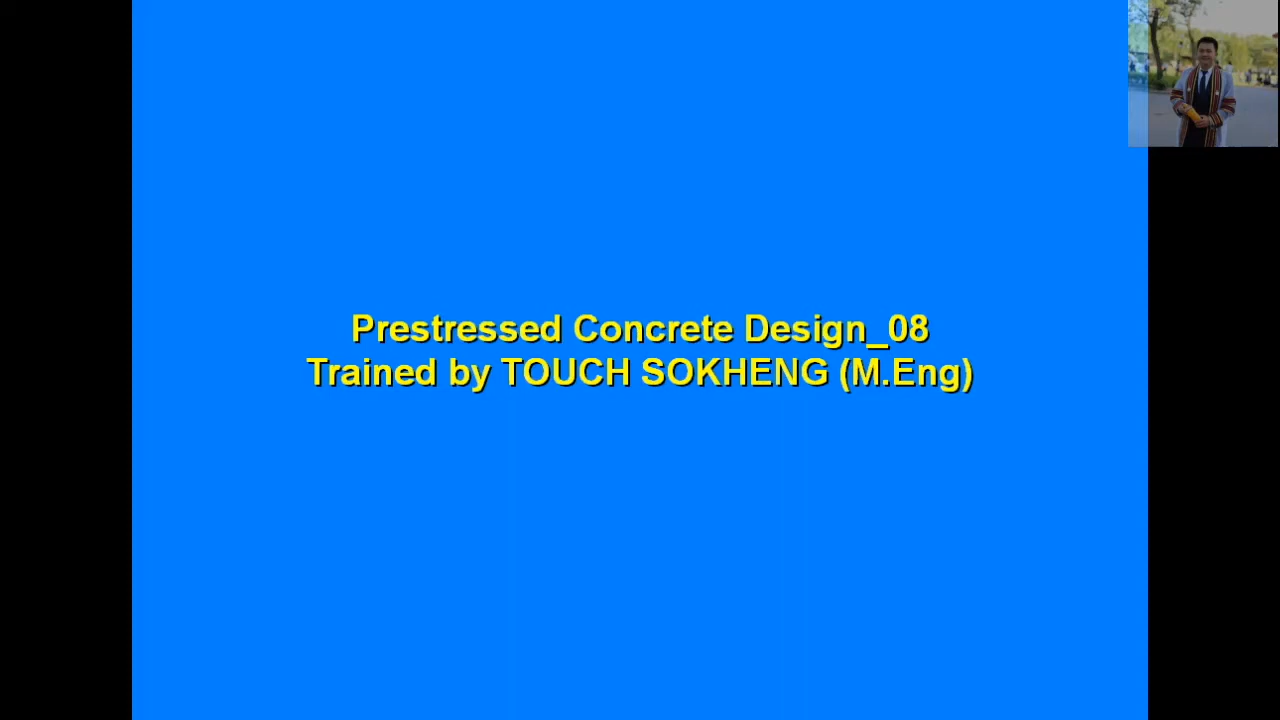 Prestressed Concrete Design_08
Trained by TOUCH SOKHENG (M.Eng)